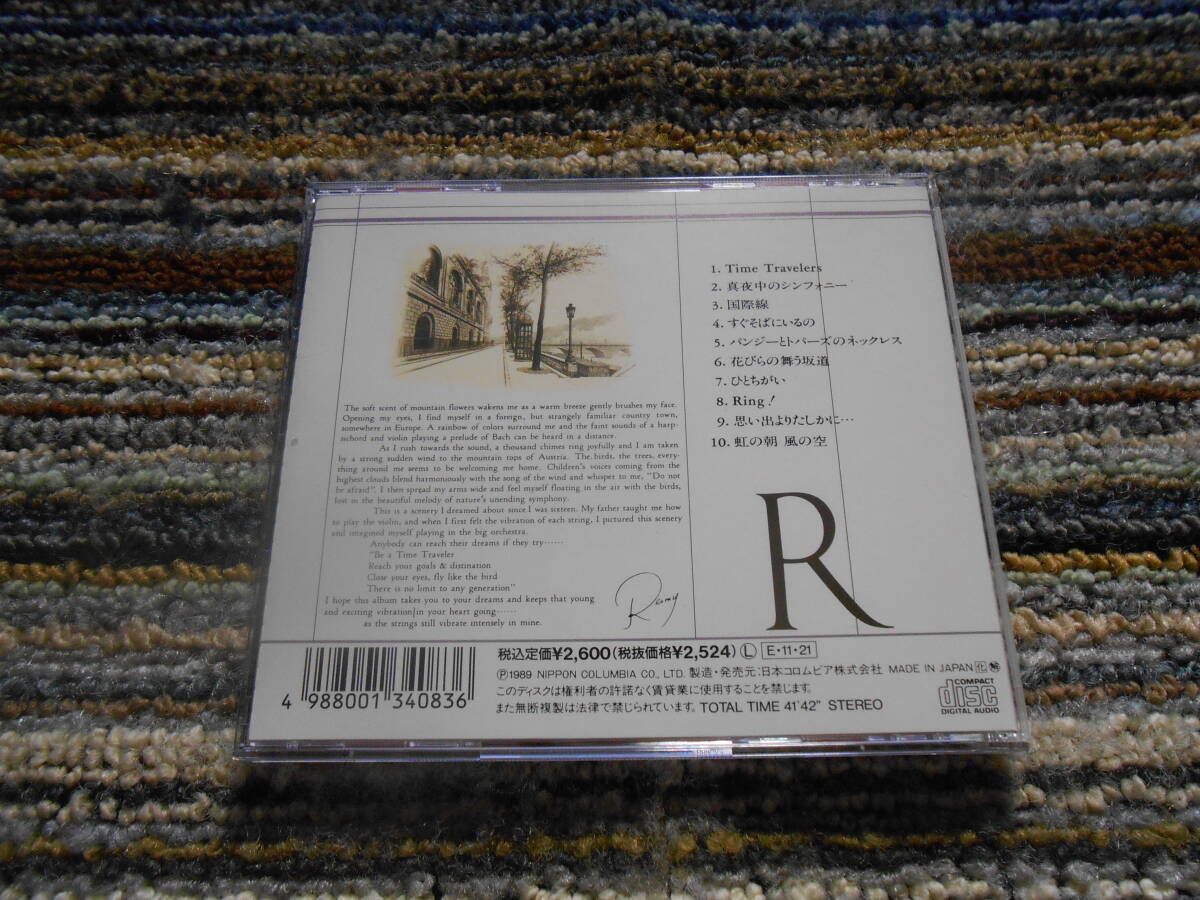 1. Time Travelers
2. 真夜中のシンフォニー
3. 国際線
4. すぐそばにいるの
5. パンジーとトパーズのネックレス
6. 花びらの舞う坂道
7. ひとちがい
8. Ring!
9. 思い出よりたしかに…
10. 虹の朝 風の空
The soft scent of mountain flowers wakens me as a warm breeze gently brushes my face.
Opening my eyes, I find myself in a foreign, but strangely familiar country town,
somewhere in Europe. A rainbow of colors surround me and the faint sounds of a harp-
sichord and violin playing a prelude of Bach can be heard in a distance.
As I rush towards the sound, a thousand chimes ring joyfully and I am taken
by a strong sudden wind to the mountain tops of Austria. The birds, the trees, every-
thing around me seems to be welcoming me home. Children's voices coming from the
highest clouds blend harmoniously with the song of the wind and whisper to me, "Do not
be afraid". I then spread my arms wide and feel myself floating in the air with the birds,
lost in the beautiful melody of nature's unending symphony.
This is a scenery I dreamed about since I was sixteen. My father taught me how
to play the violin, and when I first felt the vibration of each string, I pictured this scenery
and imagined myself playing in the big orchestra.
Anybody can reach their dreams if they try……
"Be a Time Traveler
Reach your goals & distination
Close your eyes, fly like the bird
There is no limit to any generation"
I hope this album takes you to your dreams and keeps that young
and exciting vibration in your heart going……
as the strings still vibrate intensely in mine.
Remy
R
税込定価¥2,600(税抜価格¥2,524) Ⓛ E・11・21
Ⓟ1989 NIPPON COLUMBIA CO., LTD. 製造・発売元:日本コロムビア株式会社 MADE IN JAPAN
このディスクは権利者の許諾なく賃貸業に使用することを禁じます。
また無断複製は法律で禁じられています。 TOTAL TIME 41'42" STEREO
4 988001 340836
COMPACT
disc
DIGITAL AUDIO